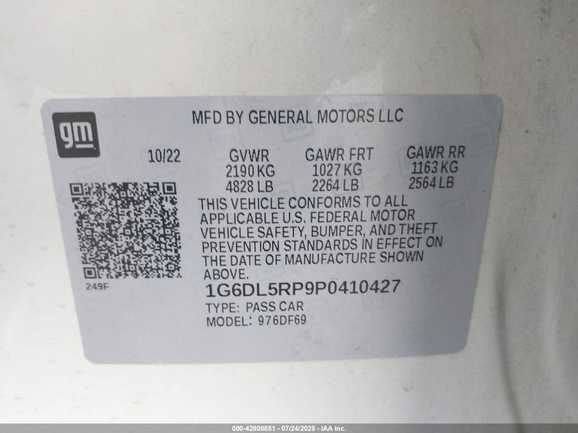 gm
MFD BY GENERAL MOTORS LLC
10/22 GVWR GAWR FRT GAWR RR
2190 KG 1027 KG 1163 KG
4828 LB 2264 LB 2564 LB
THIS VEHICLE CONFORMS TO ALL
APPLICABLE U.S. FEDERAL MOTOR
VEHICLE SAFETY, BUMPER, AND THEFT
PREVENTION STANDARDS IN EFFECT ON
THE DATE OF MANUFACTURE SHOWN
ABOVE.
249F
1G6DL5RP9P0410427
TYPE: PASS CAR
MODEL: 976DF69
000-42808851 - 07/24/2025 - IAA Inc.